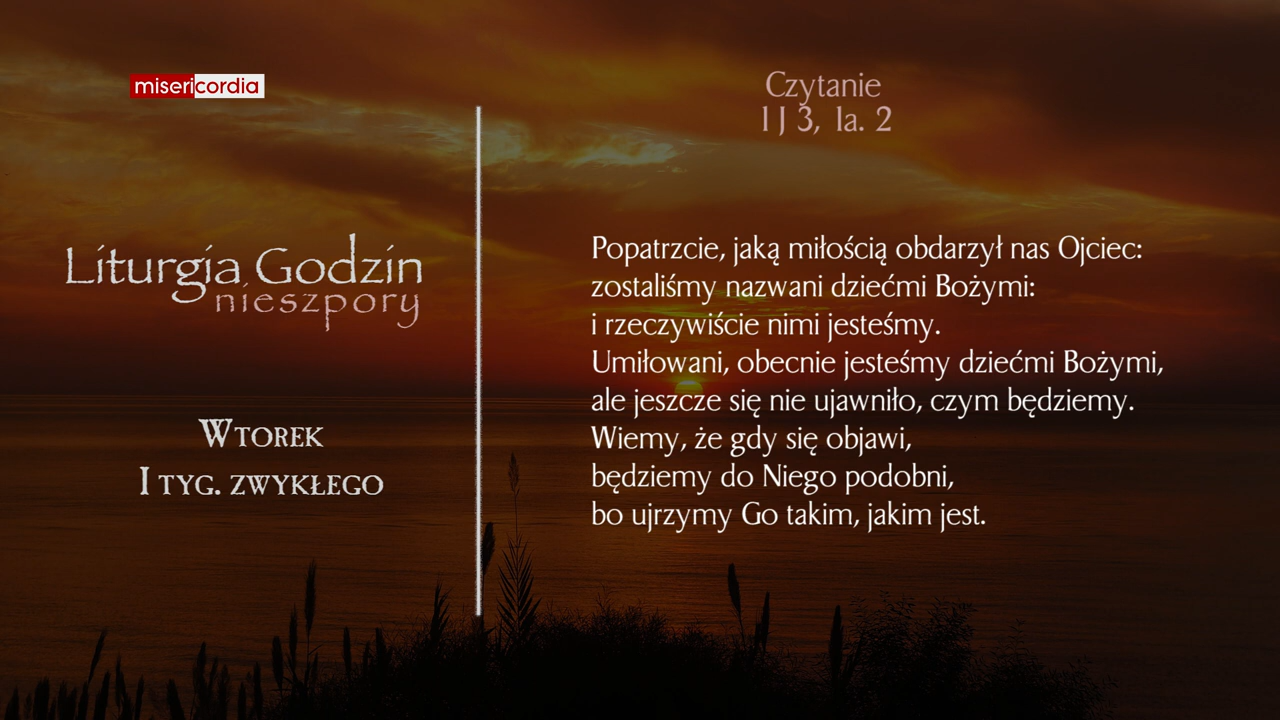 misericordia
Czytanie
1 J 3, 1a. 2
Liturgia Godzin
nieszpory
Wtorek
I tyg. zwykłego
Popatrzcie, jaką miłością obdarzył nas Ojciec:
zostaliśmy nazwani dziećmi Bożymi:
i rzeczywiście nimi jesteśmy.
Umiłowani, obecnie jesteśmy dziećmi Bożymi,
ale jeszcze się nie ujawniło, czym będziemy.
Wiemy, że gdy się objawi,
będziemy do Niego podobni,
bo ujrzymy Go takim, jakim jest.